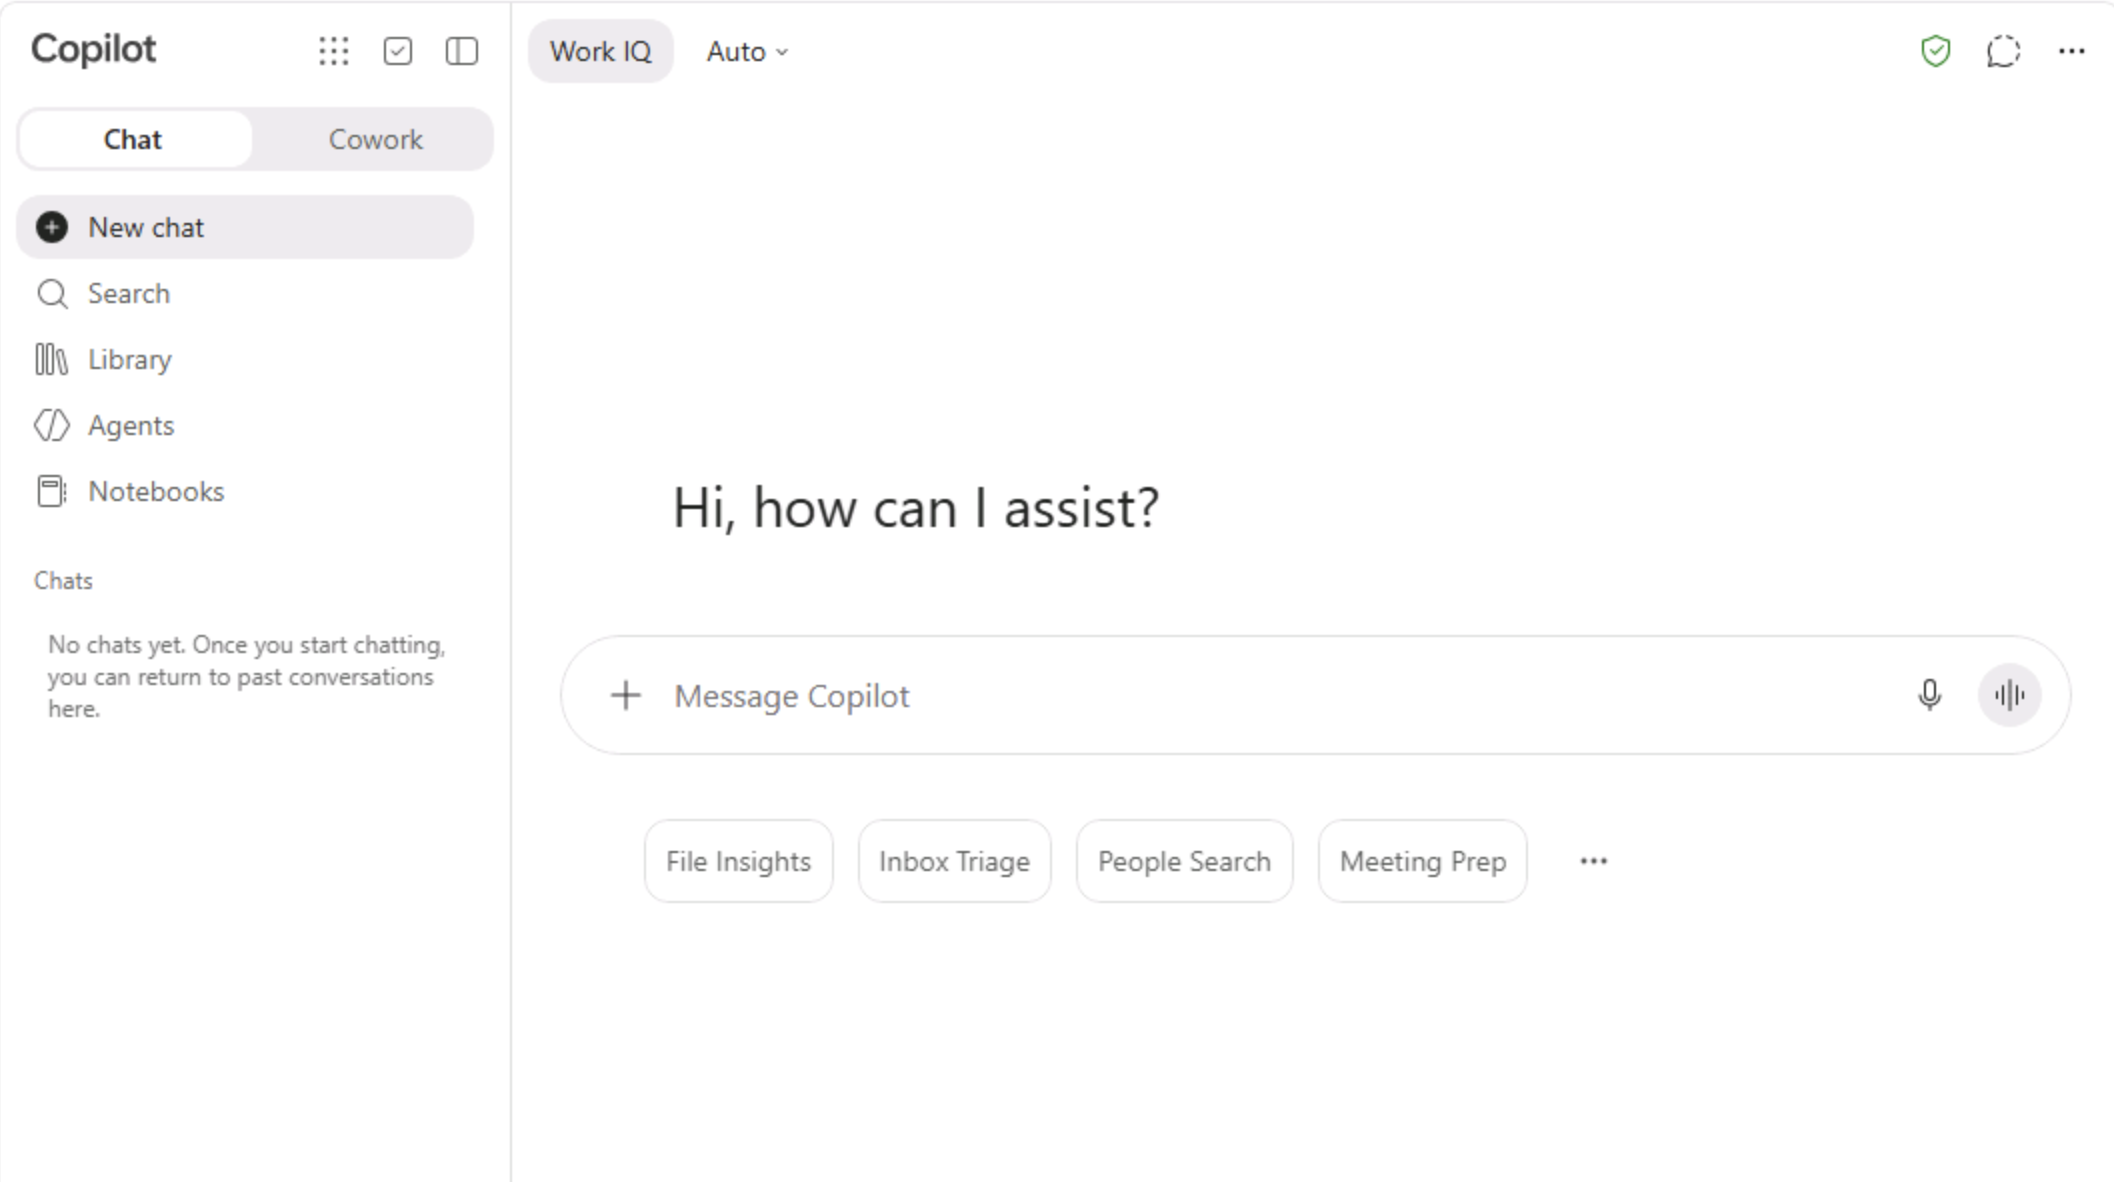 Copilot
Chat
Cowork
New chat
Search
Library
Agents
Notebooks
Chats
No chats yet. Once you start chatting,
you can return to past conversations
here.
Work IQ
Auto
Hi, how can I assist?
Message Copilot
File Insights
Inbox Triage
People Search
Meeting Prep